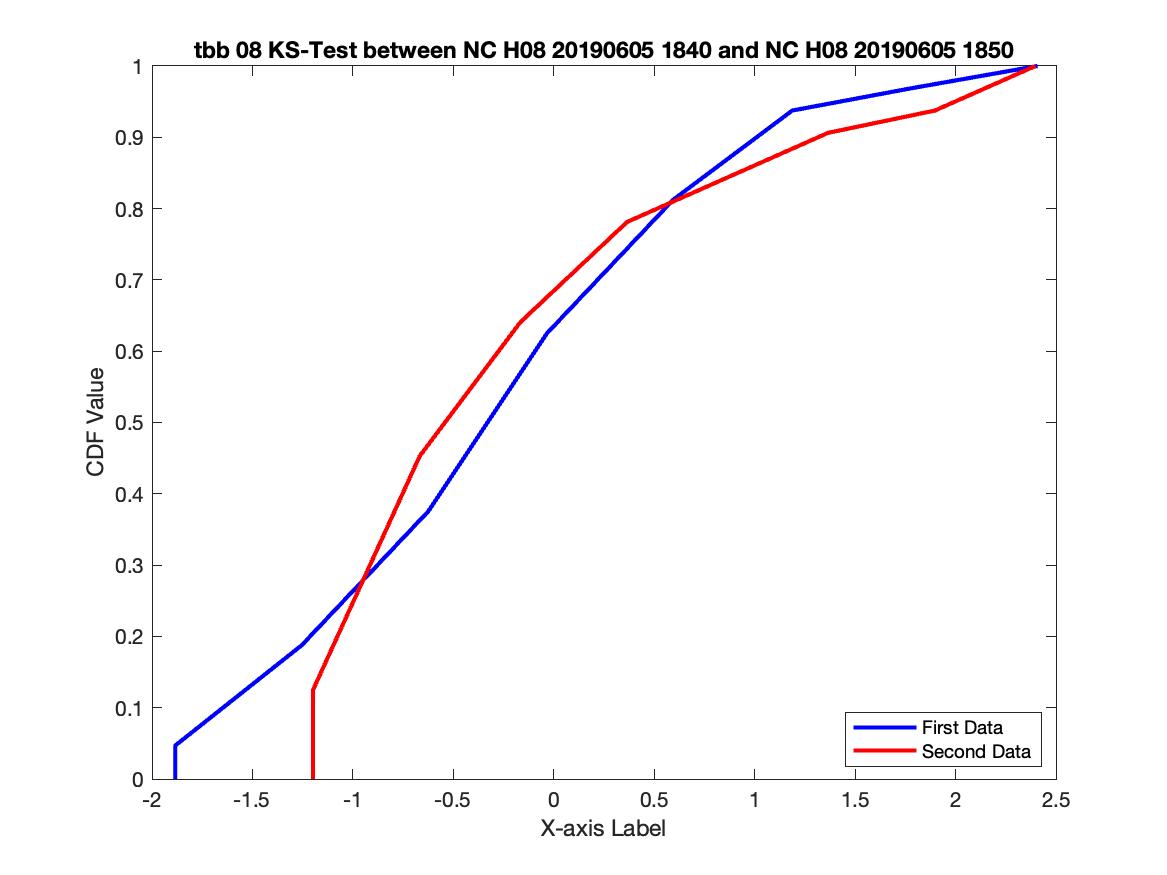 tbb 08 KS-Test between NC H08 20190605 1840 and NC H08 20190605 1850
1
0.9
0.8
0.7
0.6
0.5
0.4
0.3
0.2
0.1
0
CDF Value
First Data
Second Data
-2 -1.5 -1 -0.5 0 0.5 1 1.5 2 2.5
X-axis Label